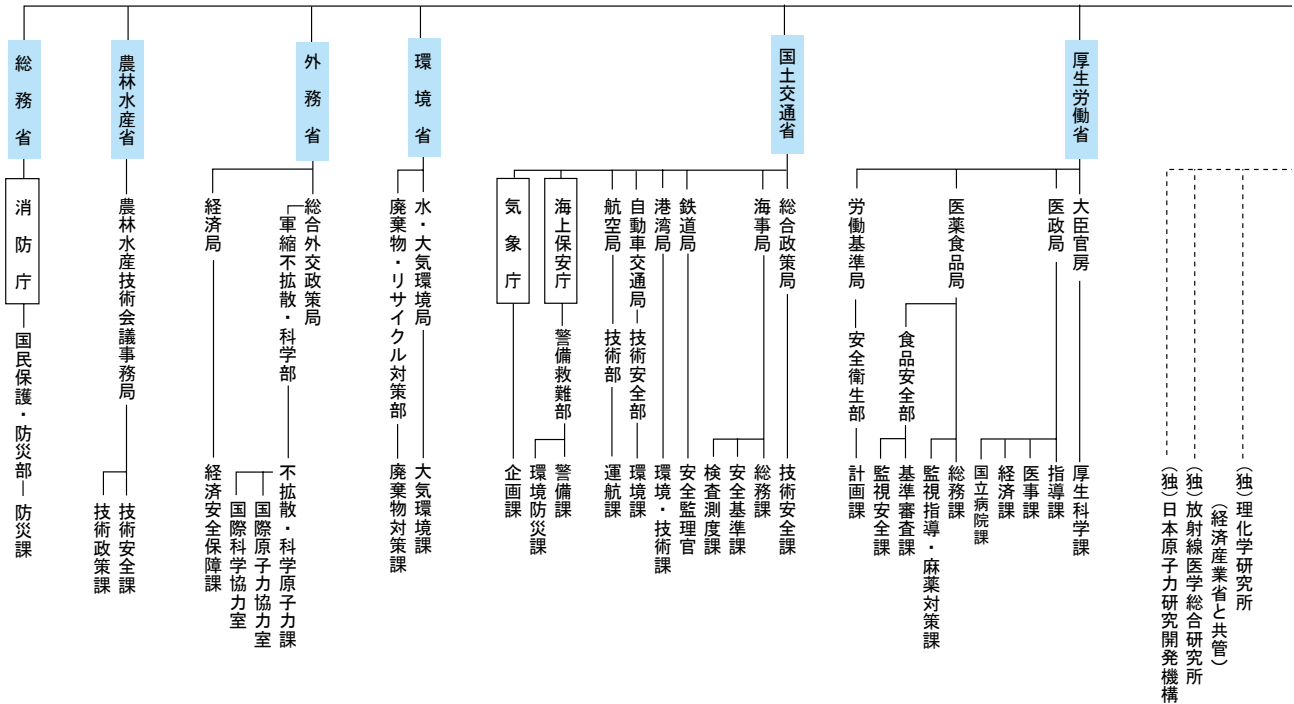 (独)理化学研究所
(経済産業省と共管)
(独)放射線医学総合研究所
(独)日本原子力研究開発機構
厚生労働省
大臣官房
厚生科学課
医政局
指導課
医事課
経済課
国立病院課
医薬食品局
総務課
監視指導・麻薬対策課
食品安全部
基準審査課
監視安全課
労働基準局
安全衛生部
計画課
国土交通省
総合政策局
技術安全課
海事局
総務課
安全基準課
検査測度課
鉄道局
安全監理官
港湾局
環境・技術課
自動車交通局
技術安全部
環境課
航空局
技術部
運航課
海上保安庁
警備救難部
警備課
環境防災課
気象庁
企画課
環境省
水・大気環境局
大気環境課
廃棄物・リサイクル対策部
廃棄物対策課
外務省
総合外交政策局
軍縮不拡散・科学部
不拡散・科学原子力課
国際原子力協力室
国際科学協力室
経済局
経済安全保障課
農林水産省
農林水産技術会議事務局
技術安全課
技術政策課
総務省
消防庁
国民保護・防災部
防災課